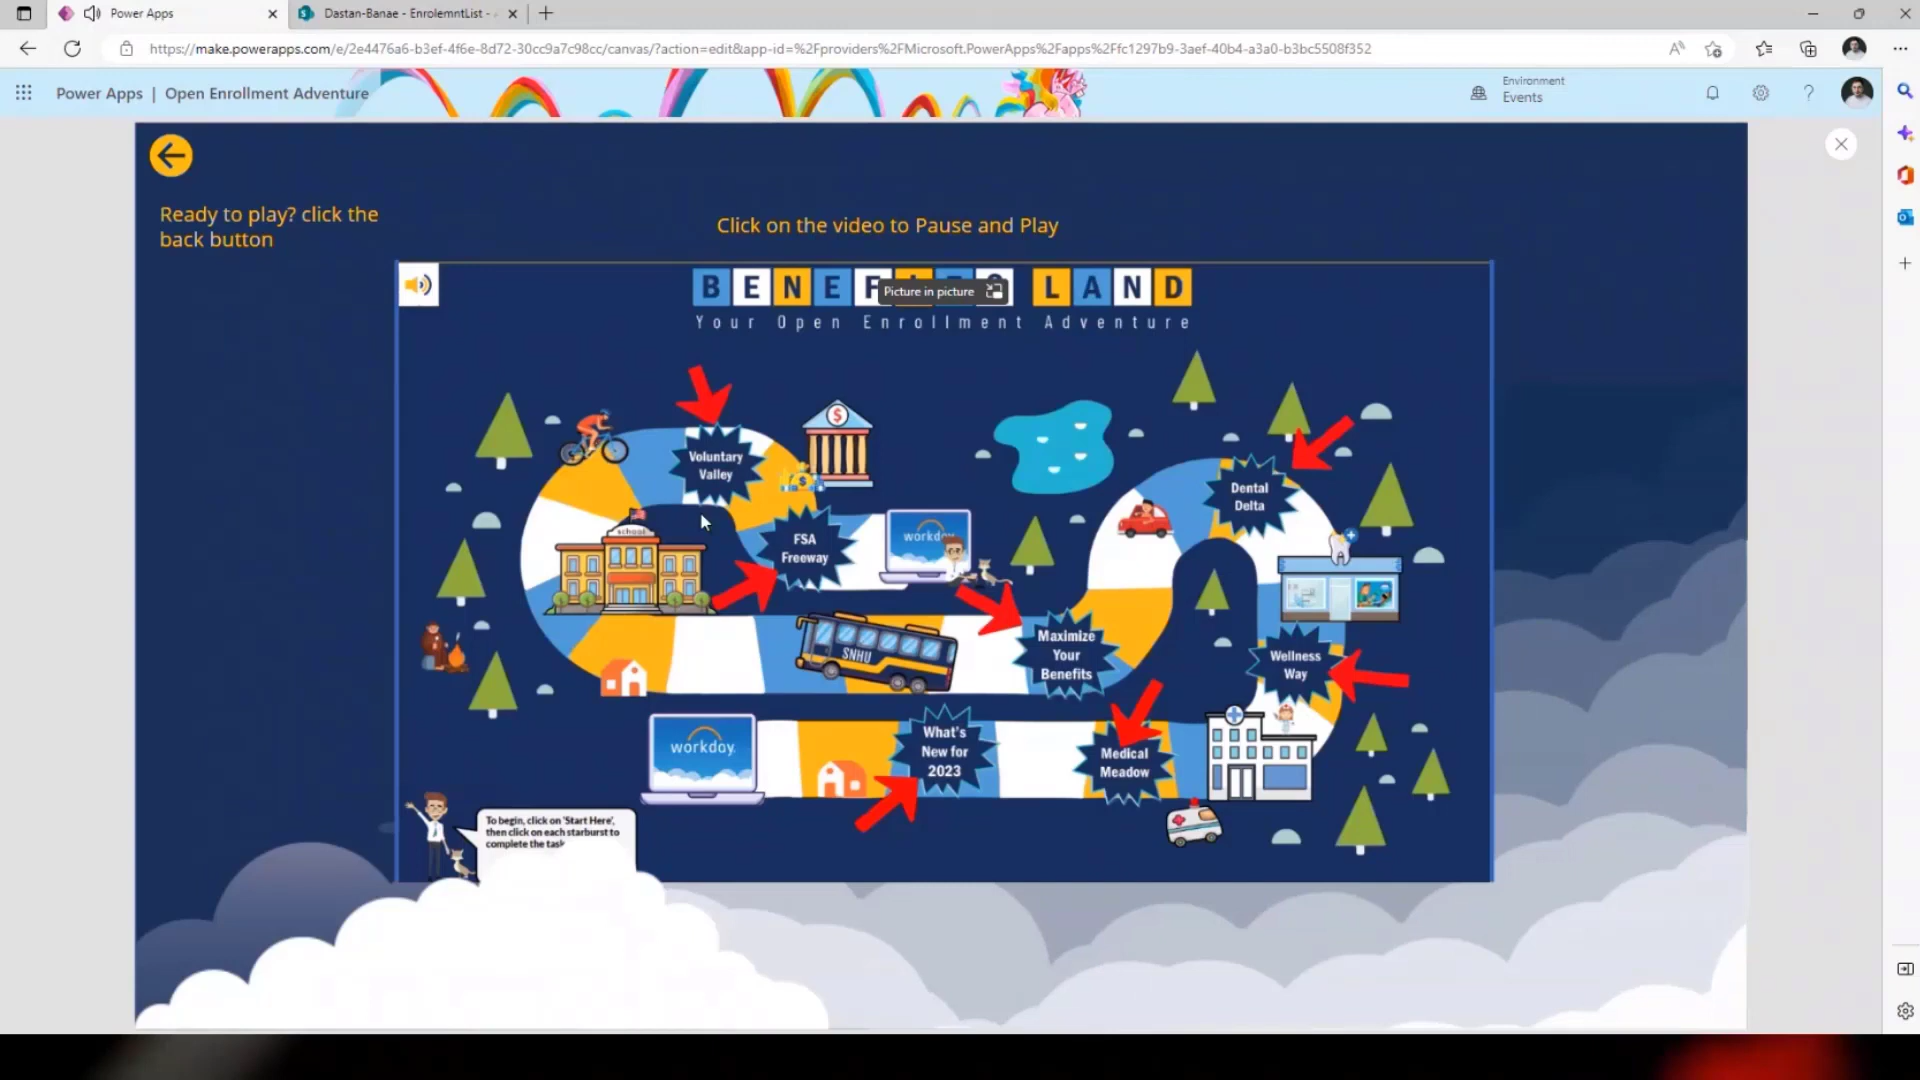 Power Apps
Dastan-Banae - EnrolemntList -
https://make.powerapps.com/e/2e4476a6-b3ef-4f6e-8d72-30cc9a7c98cc/canvas/?action=edit&app-id=%2Fproviders%2FMicrosoft.PowerApps%2Fapps%2Ffc1297b9-3aef-40b4-a3a0-b3bc5508f352
Power Apps | Open Enrollment Adventure
Environment
Events
Ready to play? click the
back button
Click on the video to Pause and Play
LAND
Picture in picture
Your Open Enrollment Adventure
Voluntary
Valley
Dental
Delta
school
FSA
Freeway
Maximize
Your
Benefits
SNHU
Wellness
Way
workday.
What's
New for
2023
Medical
Meadow
To begin, click on 'Start Here',
then click on each starburst to
complete the